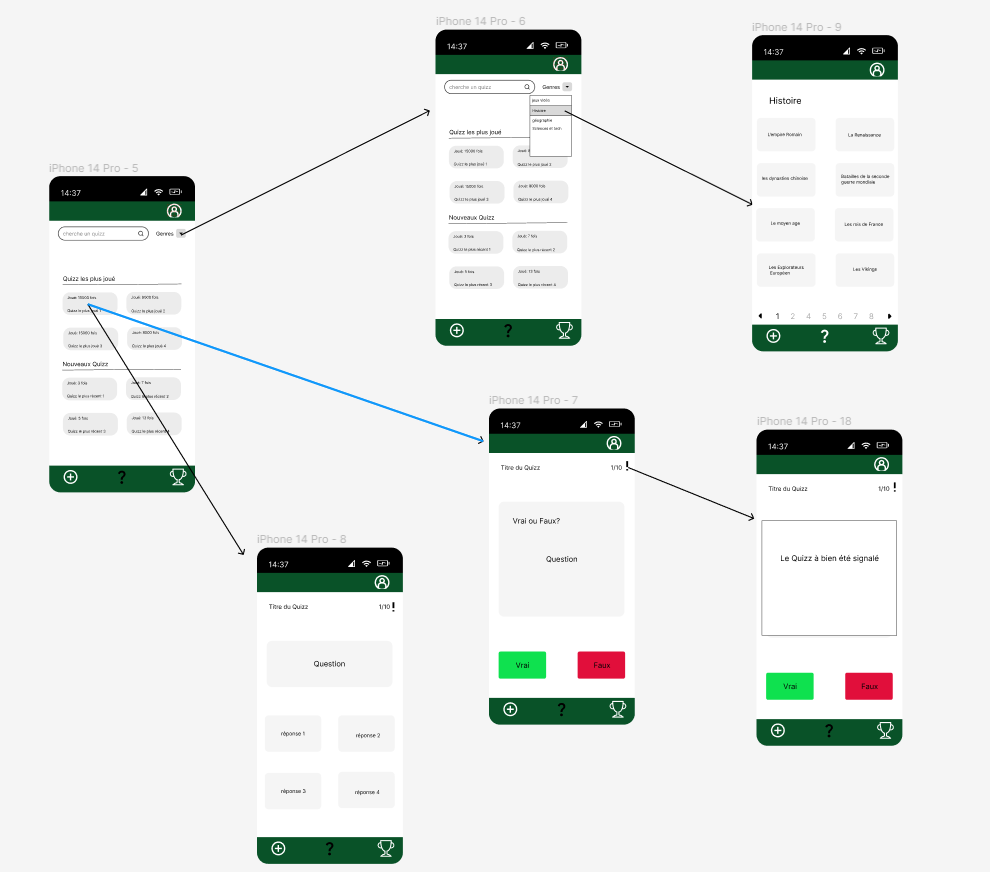 iPhone 14 Pro - 6
14:37
cherche un quizz
Genres
jeux vidéo
Histoire
géographie
Sciences et tech
Quizz les plus joué
Joué: 15000 fois
Quizz le plus joué 1
Quizz le plus joué 2
Joué: 15000 fois
Quizz le plus joué 3
Joué: 8000 fois
Quizz le plus joué 4
Nouveaux Quizz
Joué: 3 fois
Quizz le plus récent 1
Joué: 7 fois
Quizz le plus récent 2
Joué: 5 fois
Quizz le plus récent 3
Joué: 13 fois
Quizz le plus récent 4
?
iPhone 14 Pro - 9
14:37
Histoire
L'empire Romain
La Renaissance
les dynasties chinoise
Batailles de la seconde
guerre mondiale
Le moyen age
Les rois de France
Les Explorateurs
Européen
Les Vikings
1 2 4 5 6 7 8
?
iPhone 14 Pro - 5
14:37
cherche un quizz
Genres
Quizz les plus joué
Joué: 15000 fois
Quizz le plus joué 1
Joué: 8000 fois
Quizz le plus joué 2
Joué: 15000 fois
Quizz le plus joué 3
Joué: 8000 fois
Quizz le plus joué 4
Nouveaux Quizz
Joué: 3 fois
Quizz le plus récent 1
Joué: 7 fois
Quizz le plus récent 2
Joué: 5 fois
Quizz le plus récent 3
Joué: 13 fois
Quizz le plus récent 4
?
iPhone 14 Pro - 7
14:37
Titre du Quizz
1/10 !
Vrai ou Faux?
Question
Vrai
Faux
?
iPhone 14 Pro - 18
14:37
Titre du Quizz
1/10 !
Le Quizz à bien été signalé
Vrai
Faux
?
iPhone 14 Pro - 8
14:37
Titre du Quizz
1/10 !
Question
réponse 1
réponse 2
réponse 3
réponse 4
?